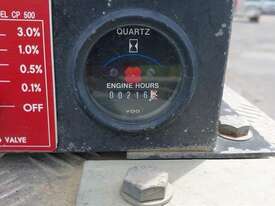 EL CP 500
3.0%
1.0%
0.5%
0.1%
OFF
VALVE
QUARTZ
ENGINE HOURS
00216
VDO